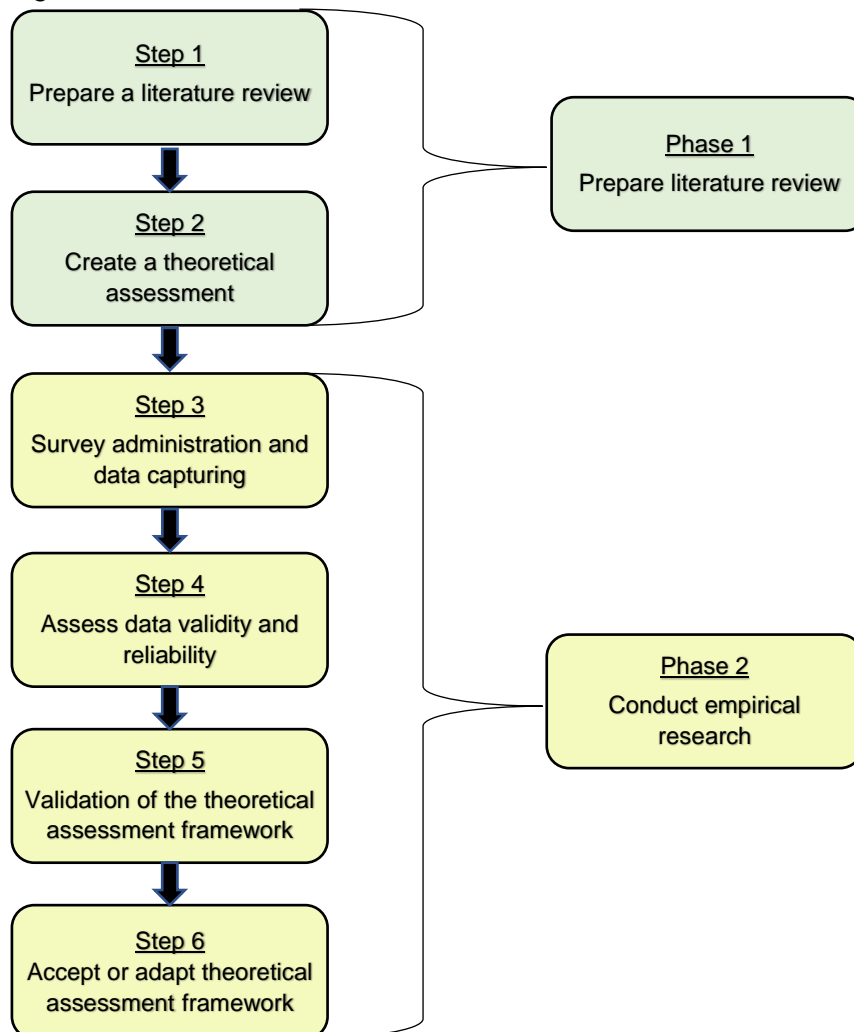 Step 1
Prepare a literature review
Step 2
Create a theoretical
assessment
Step 3
Survey administration and
data capturing
Step 4
Assess data validity and
reliability
Step 5
Validation of the theoretical
assessment framework
Step 6
Accept or adapt theoretical
assessment framework
Phase 1
Prepare literature review
Phase 2
Conduct empirical
research